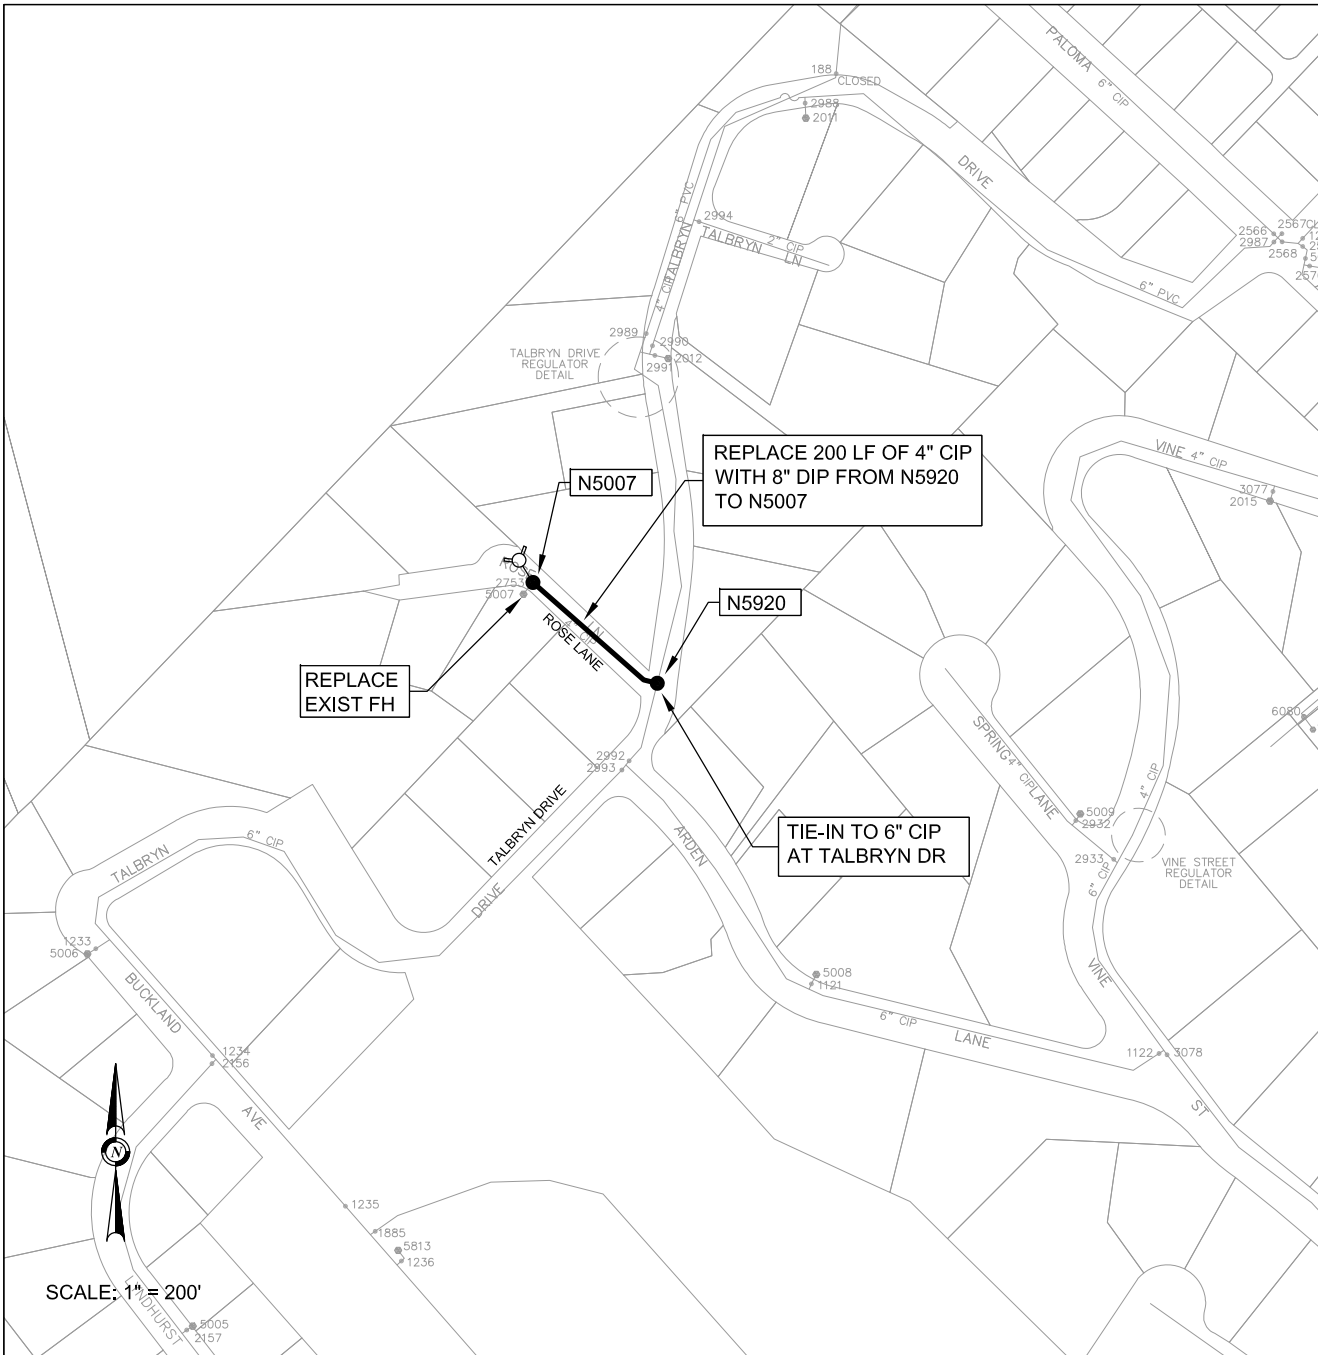 188
CLOSED
2988
2011
PALOMA
6" CIP
DRIVE
6" PVC
TALBRYN
4" CIP
2994
TALBRYN
2" CIP
LN
2566
2567
2987
2568
6" PVC
2989
2990
2012
2991
TALBRYN DRIVE
REGULATOR
DETAIL
REPLACE 200 LF OF 4" CIP
WITH 8" DIP FROM N5920
TO N5007
N5007
VINE 4" CIP
3077
2015
ROSE
2753
5007
LN
4" CIP
ROSE LANE
N5920
REPLACE
EXIST FH
6080
2992
2993
SPRING
4" CIP
LANE
4" CIP
5009
2932
2933
6" CIP
VINE STREET
REGULATOR
DETAIL
TIE-IN TO 6" CIP
AT TALBRYN DR
ARDEN
TALBRYN DRIVE
DRIVE
6" CIP
TALBRYN
1233
5006
BUCKLAND
5008
1121
6" CIP
LANE
VINE
1122
3078
ST
1234
2156
AVE
N
1235
1885
5813
1236
SCALE: 1" = 200'
LYNDHURST
5005
2157